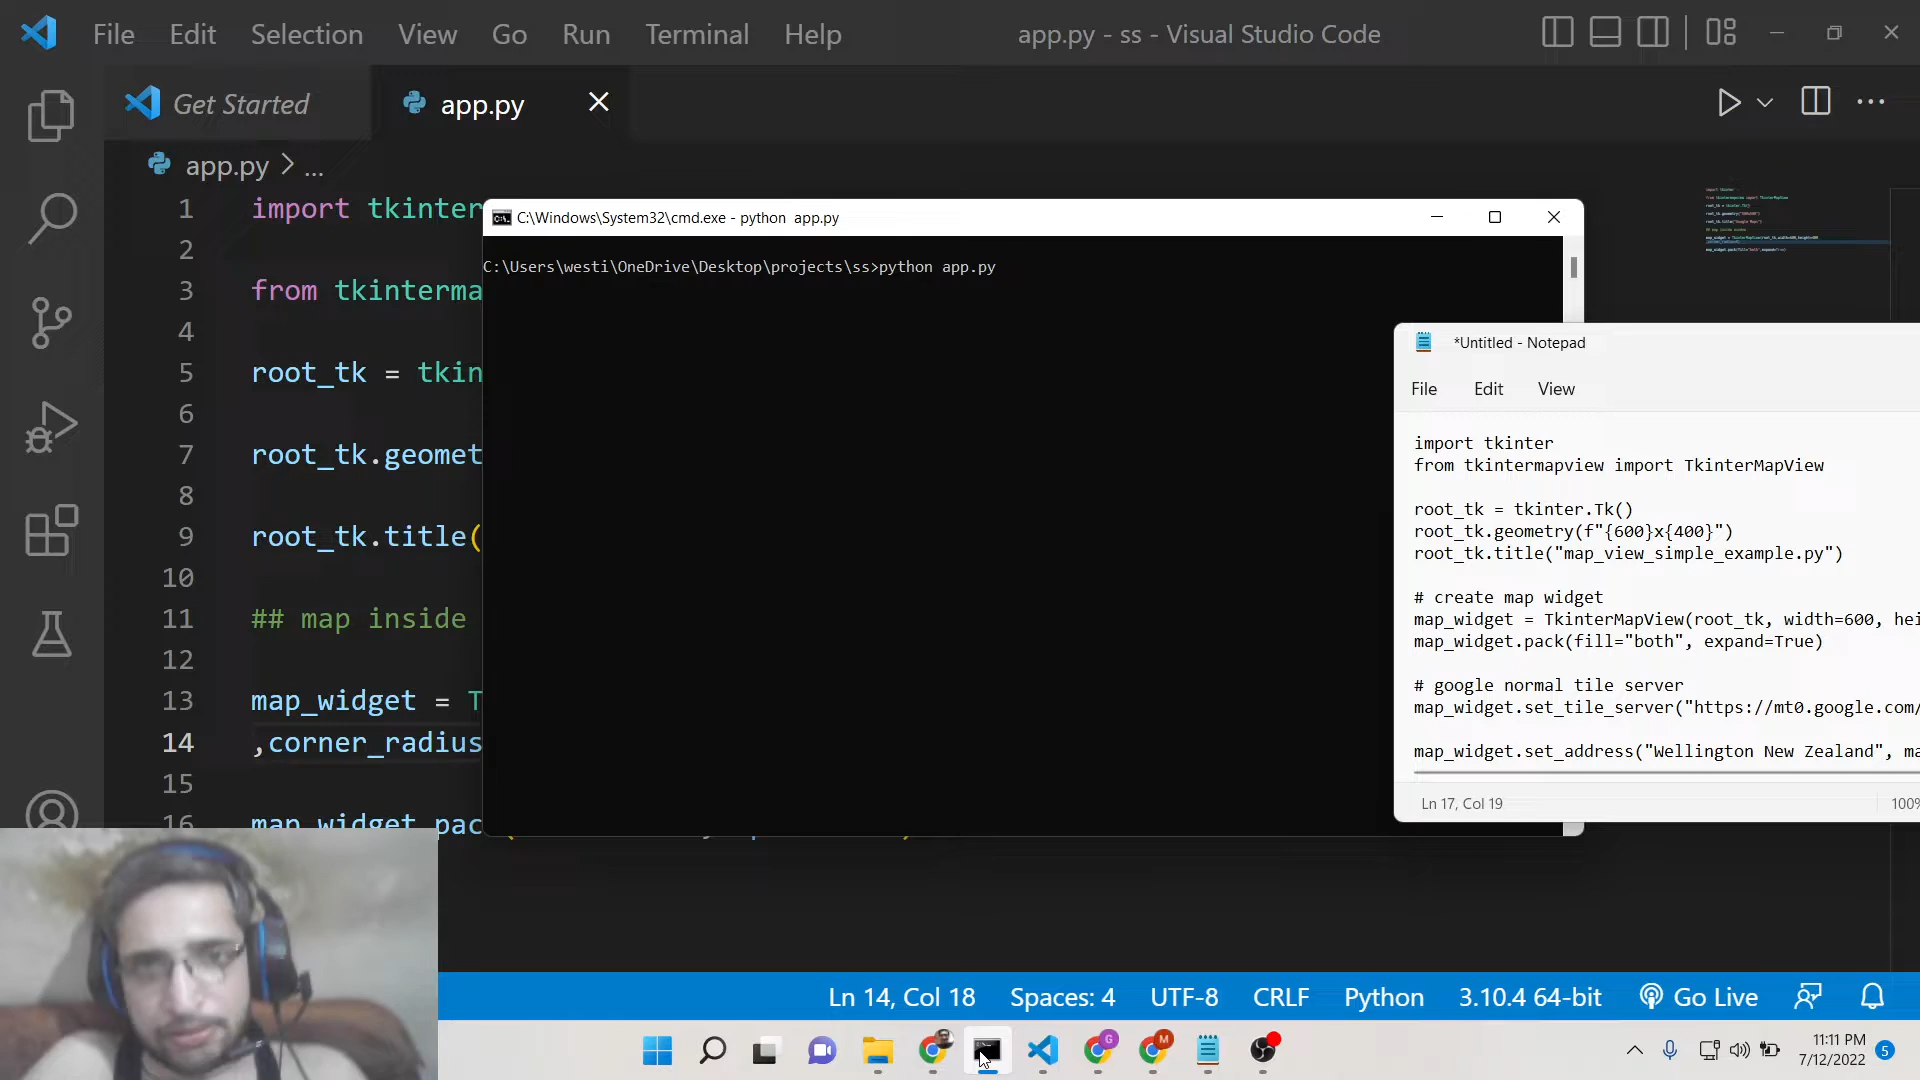 File Edit Selection View Go Run Terminal Help
app.py - ss - Visual Studio Code
Get Started
app.py
app.py > ...
1 import tkinter
2
3 from tkinterma
4
5 root_tk = tkin
6
7 root_tk.geomet
8
9 root_tk.title(
10
11 ## map inside
12
13 map_widget = T
14 ,corner_radius
15
16 map_widget pac
C:\Windows\System32\cmd.exe - python app.py
C:\Users\westi\OneDrive\Desktop\projects\ss>python app.py
*Untitled - Notepad
File Edit View
import tkinter
from tkintermapview import TkinterMapView
root_tk = tkinter.Tk()
root_tk.geometry(f"{600}x{400}")
root_tk.title("map_view_simple_example.py")
# create map widget
map_widget = TkinterMapView(root_tk, width=600, hei
map_widget.pack(fill="both", expand=True)
# google normal tile server
map_widget.set_tile_server("https://mt0.google.com/
map_widget.set_address("Wellington New Zealand", ma
Ln 17, Col 19
100%
Ln 14, Col 18 Spaces: 4 UTF-8 CRLF Python 3.10.4 64-bit Go Live
G
M
11:11 PM
7/12/2022
5